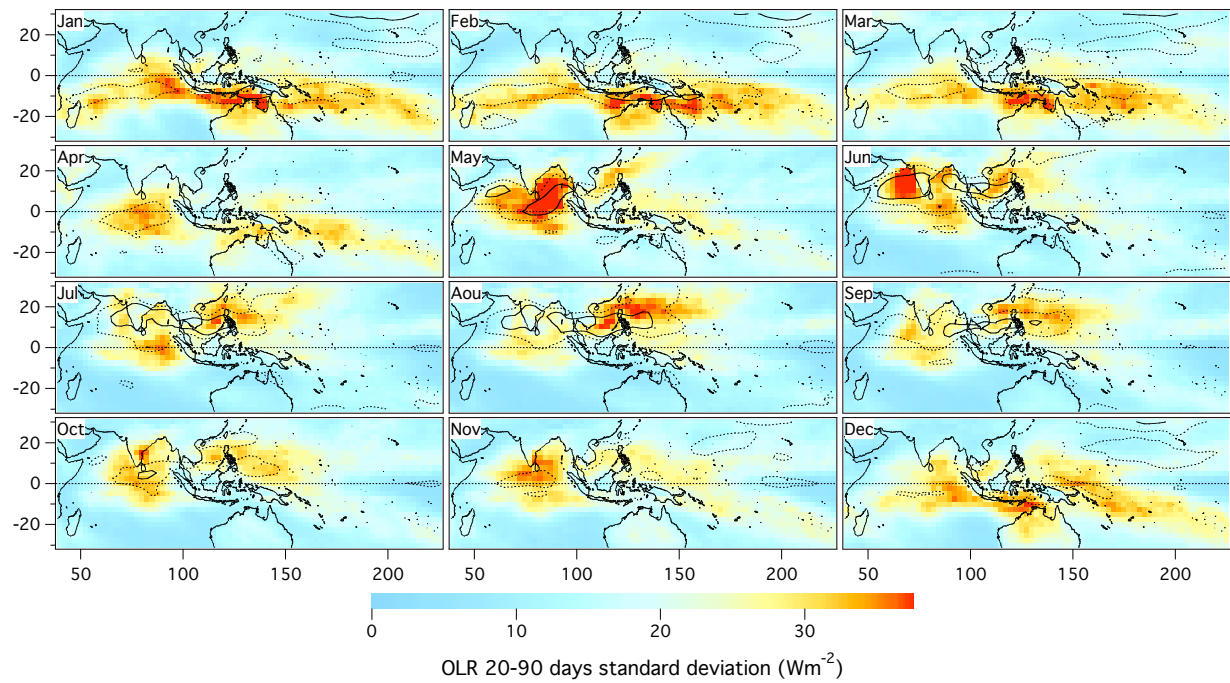 Jan Feb Mar
20
0
-20
Apr May Jun
20
0
-20
Jul Aou Sep
20
0
-20
Oct Nov Dec
20
0
-20
50 100 150 200 50 100 150 200 50 100 150 200
0 10 20 30
OLR 20-90 days standard deviation (Wm⁻²)